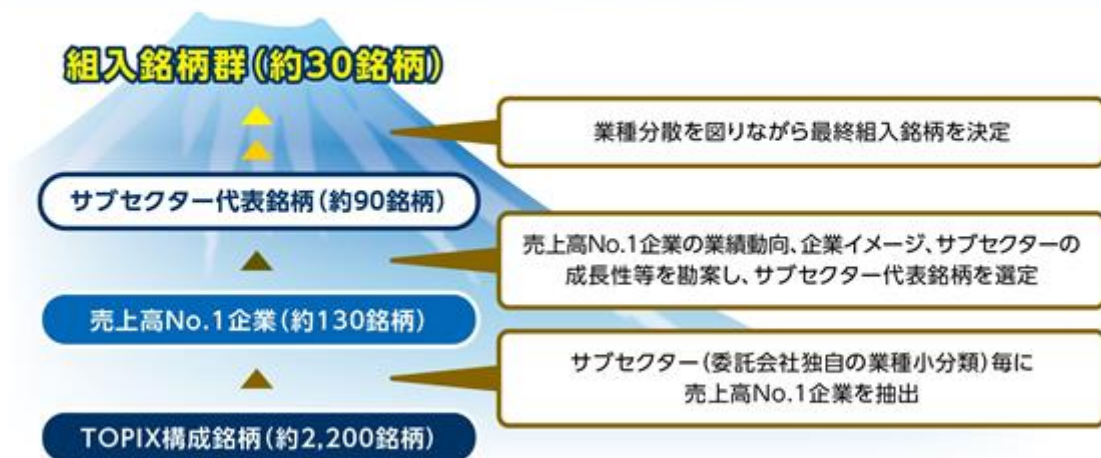 組入銘柄群(約30銘柄)
業種分散を図りながら最終組入銘柄を決定
サブセクター代表銘柄(約90銘柄)
売上高No.1企業の業績動向、企業イメージ、サブセクターの
成長性等を勘案し、サブセクター代表銘柄を選定
売上高No.1企業(約130銘柄)
サブセクター(委託会社独自の業種小分類)毎に
売上高No.1企業を抽出
TOPIX構成銘柄(約2,200銘柄)